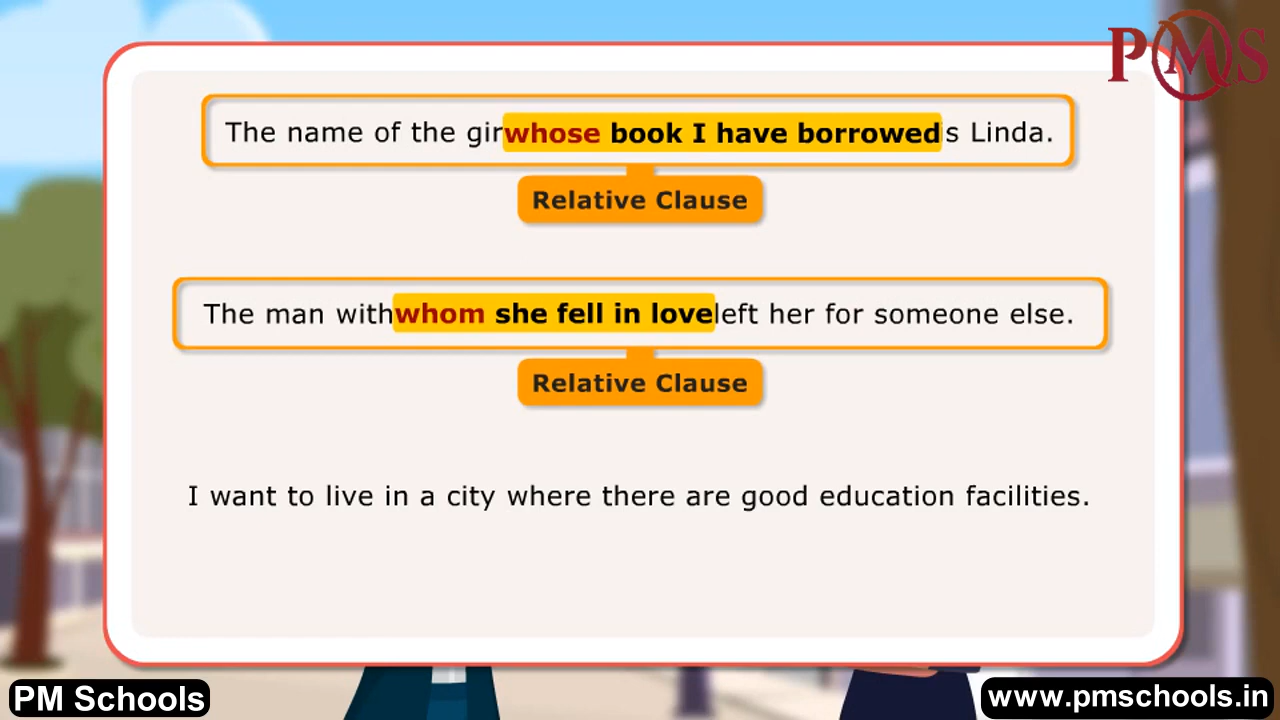 PMS
The name of the gir whose book I have borrowed s Linda.
Relative Clause
The man with whom she fell in love left her for someone else.
Relative Clause
I want to live in a city where there are good education facilities.
PM Schools
www.pmschools.in